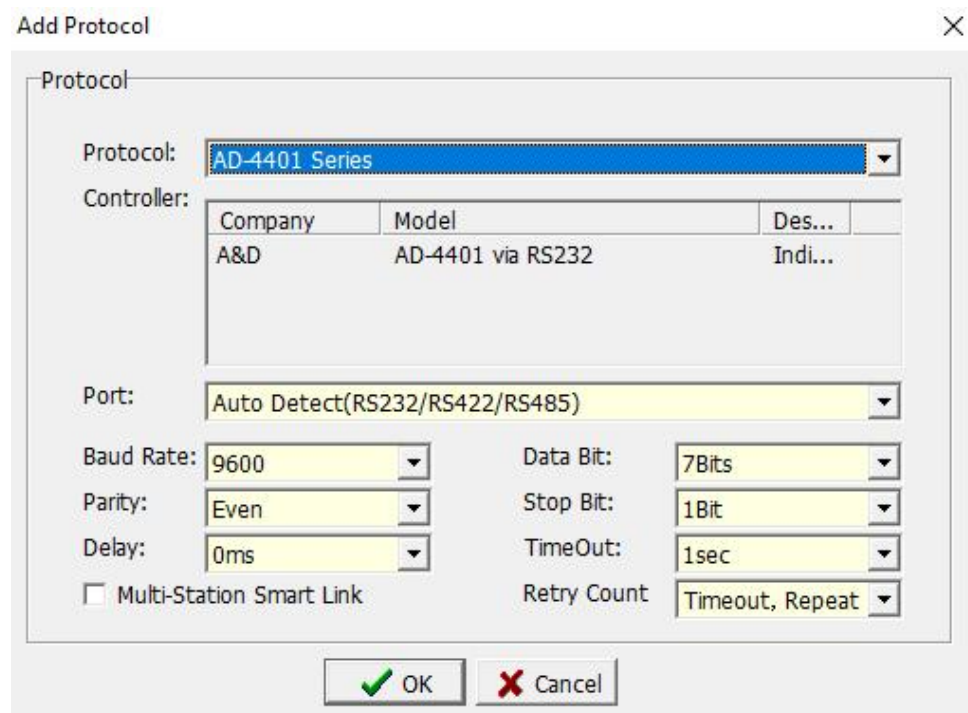 Add Protocol
Protocol
Protocol: AD-4401 Series
Controller:
Company Model Des...
A&D AD-4401 via RS232 Indi...
Port: Auto Detect(RS232/RS422/RS485)
Baud Rate: 9600 Data Bit: 7Bits
Parity: Even Stop Bit: 1Bit
Delay: 0ms TimeOut: 1sec
Multi-Station Smart Link Retry Count Timeout, Repeat
OK Cancel